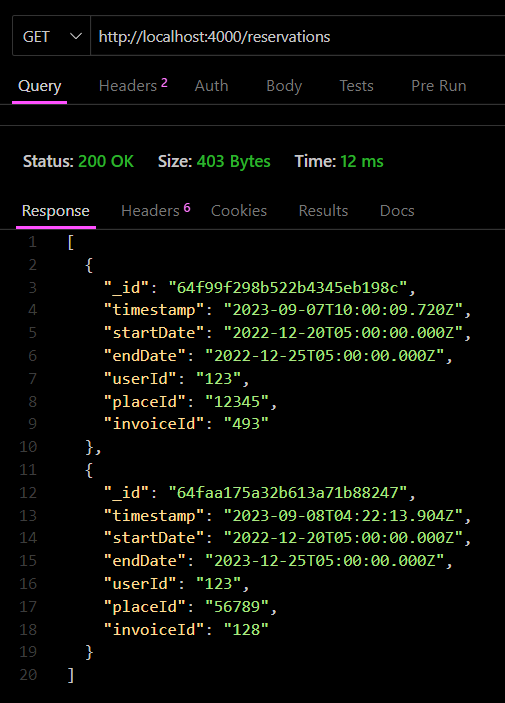 GET http://localhost:4000/reservations
Query Headers 2 Auth Body Tests Pre Run
Status: 200 OK Size: 403 Bytes Time: 12 ms
Response Headers 6 Cookies Results Docs
1 [
2 {
3 "_id": "64f99f298b522b4345eb198c",
4 "timestamp": "2023-09-07T10:00:09.720Z",
5 "startDate": "2022-12-20T05:00:00.000Z",
6 "endDate": "2022-12-25T05:00:00.000Z",
7 "userId": "123",
8 "placeId": "12345",
9 "invoiceId": "493"
10 },
11 {
12 "_id": "64faa175a32b613a71b88247",
13 "timestamp": "2023-09-08T04:22:13.904Z",
14 "startDate": "2022-12-20T05:00:00.000Z",
15 "endDate": "2023-12-25T05:00:00.000Z",
16 "userId": "123",
17 "placeId": "56789",
18 "invoiceId": "128"
19 }
20 ]